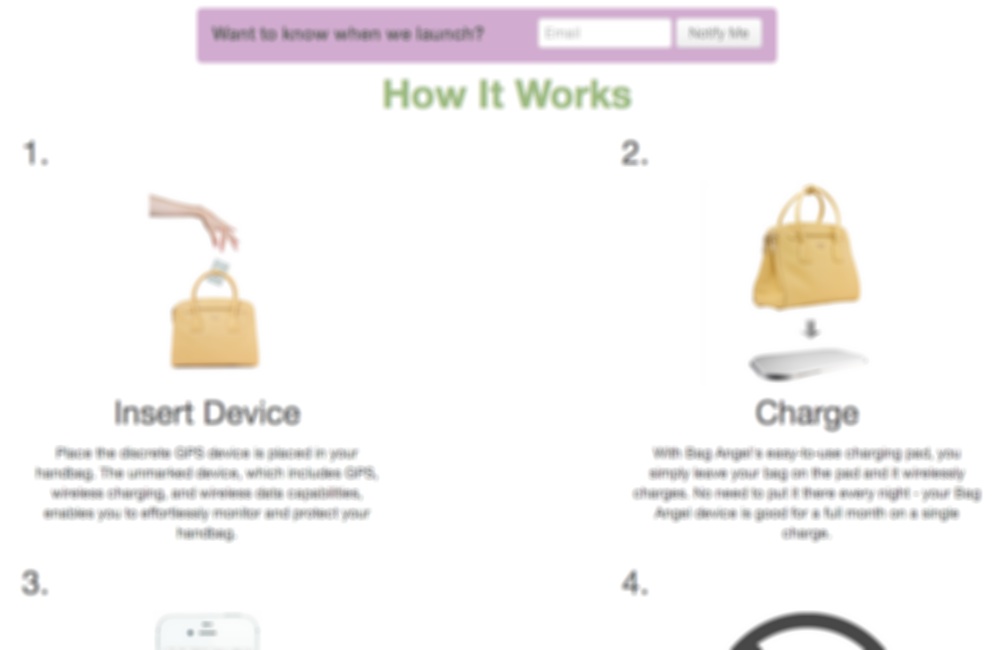 Want to know when we launch?
Email
Notify Me
How It Works
1.
Insert Device
Place the discrete GPS device is placed in your
handbag. The unmarked device, which includes GPS,
wireless charging, and wireless data capabilities,
enables you to effortlessly monitor and protect your
handbag.
2.
Charge
With Bag Angel's easy-to-use charging pad, you
simply leave your bag on the pad and it wirelessly
charges. No need to put it there every night - your Bag
Angel device is good for a full month on a single
charge.
3.
4.